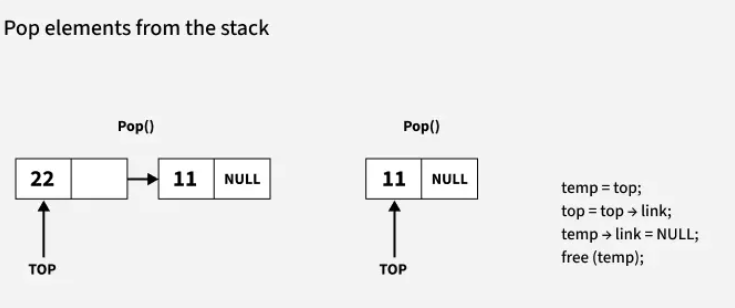 Pop elements from the stack
Pop()
22
11
NULL
TOP
Pop()
11
NULL
TOP
temp = top;
top = top → link;
temp → link = NULL;
free (temp);